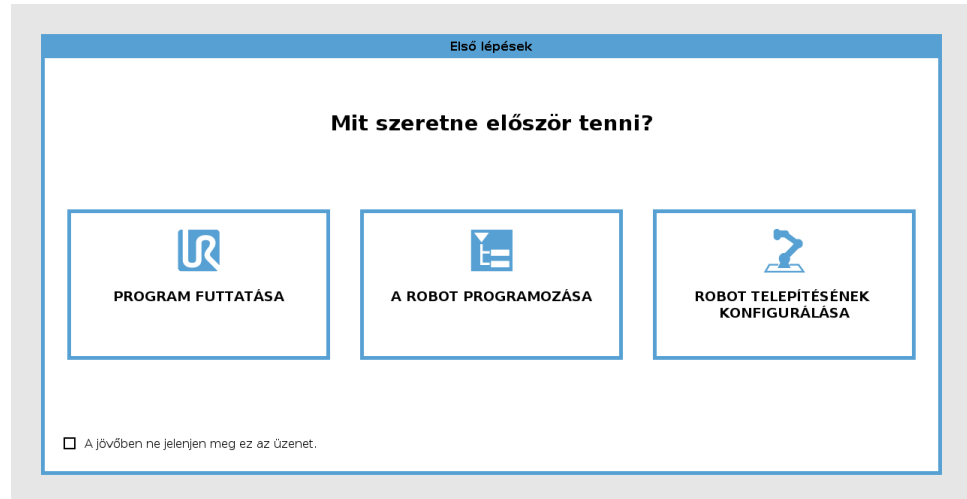 Első lépések
Mit szeretne először tenni?
PROGRAM FUTTATÁSA
A ROBOT PROGRAMOZÁSA
ROBOT TELEPÍTÉSÉNEK
KONFIGURÁLÁSA
A jövőben ne jelenjen meg ez az üzenet.